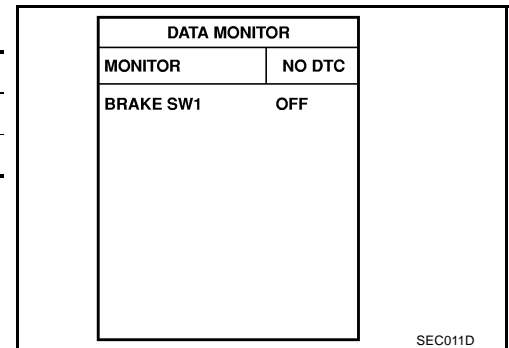 DATA MONITOR
MONITOR NO DTC
BRAKE SW1 OFF
SEC011D